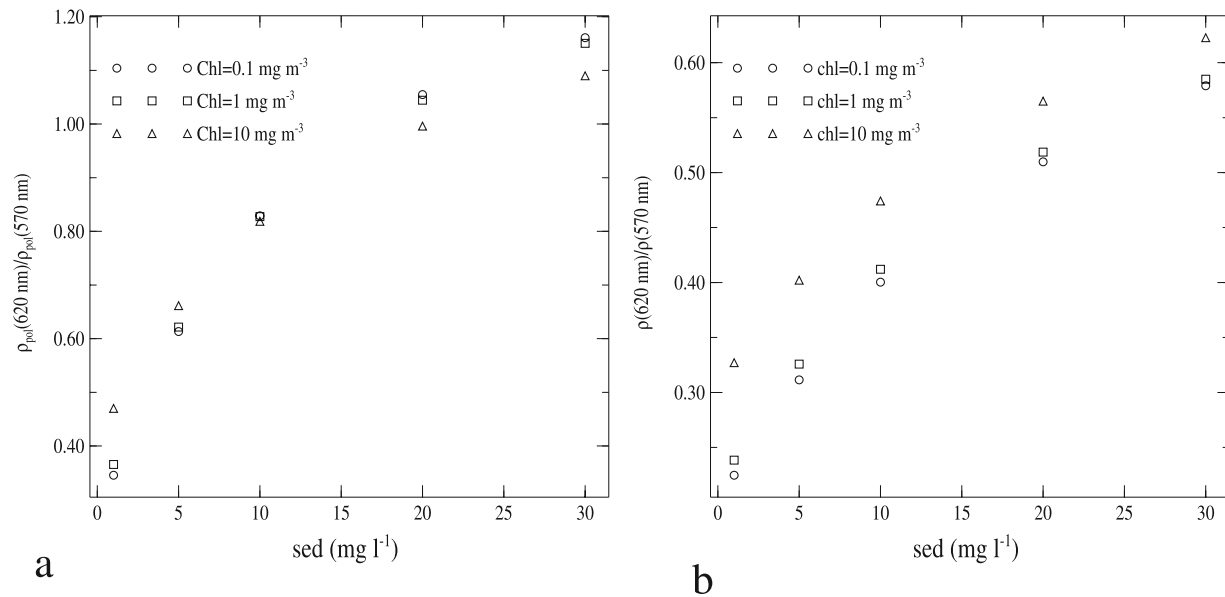 1.20
1.00
0.80
0.60
0.40
ρpol(620 nm)/ρpol(570 nm)
Chl=0.1 mg m-3
Chl=1 mg m-3
Chl=10 mg m-3
0 5 10 20 30
sed (mg l-1)
a
0.60
0.50
0.40
0.30
ρ(620 nm)/ρ(570 nm)
chl=0.1 mg m-3
chl=1 mg m-3
chl=10 mg m-3
0 5 10 15 20 25 30
sed (mg l-1)
b